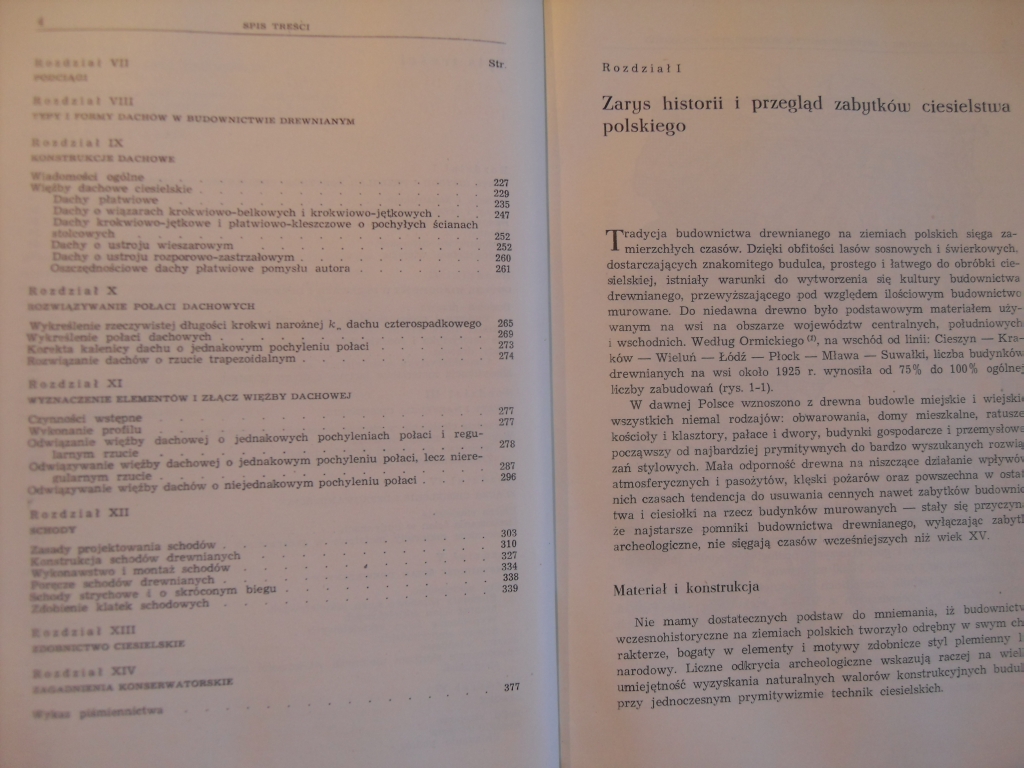 4
SPIS TREŚCI
Str.
Rozdział VII
PODCIĄGI
Rozdział VIII
TYPY I FORMY DACHÓW W BUDOWNICTWIE DREWNIANYM
Rozdział IX
KONSTRUKCJE DACHOWE
Wiadomości ogólne . . . . . 227
Więźby dachowe ciesielskie . . . . . 229
Dachy płatwiowe . . . . . 235
Dachy o wiązarach krokwiowo-belkowych i krokwiowo-jętkowych . 247
Dachy krokwiowo-jętkowe i płatwiowo-kleszczowe o pochyłych ścianach
stolcowych . . . . . 252
Dachy o ustroju wieszarowym . . . . . 252
Dachy o ustroju rozporowo-zastrzałowym . . . . . 260
Oszczędnościowe dachy płatwiowe pomysłu autora . . . . . 261
Rozdział X
ROZWIĄZYWANIE POŁACI DACHOWYCH
Wykreślenie rzeczywistej długości krokwi narożnej kn dachu czterospadkowego 265
Wykreślenie połaci dachowych . . . . . 269
Korekta kalenicy dachu o jednakowym pochyleniu połaci . . . . . 273
Rozwiązanie dachów o rzucie trapezoidalnym . . . . . 274
Rozdział XI
WYZNACZENIE ELEMENTÓW I ZŁĄCZ WIĘŹBY DACHOWEJ
Czynności wstępne . . . . . 277
Wykonanie profilu . . . . . 277
Odwiązanie więźby dachowej o jednakowych pochyleniach połaci i regu-
larnym rzucie . . . . . 278
Odwiązywanie więźby dachowej o jednakowym pochyleniu połaci, lecz niere-
gularnym rzucie . . . . . 287
Odwiązywanie więźby dachów o niejednakowym pochyleniu połaci . . . . 296
Rozdział XII
SCHODY
Zasady projektowania schodów . . . . . 303
Konstrukcja schodów drewnianych . . . . . 310
Wykonawstwo i montaż schodów . . . . . 327
Poręcze schodów drewnianych . . . . . 334
Schody strychowe i o skróconym biegu . . . . . 338
Zdobienie klatek schodowych . . . . . 339
Rozdział XIII
ZDOBNICTWO CIESIELSKIE
Rozdział XIV
ZAGADNIENIA KONSERWATORSKIE
Wykaz piśmiennictwa . . . . . 377
Rozdział I
Zarys historii i przegląd zabytków ciesielstwa
polskiego
Tradycja budownictwa drewnianego na ziemiach polskich sięga za-
mierzchłych czasów. Dzięki obfitości lasów sosnowych i świerkowych,
dostarczających znakomitego budulca, prostego i łatwego do obróbki cie-
sielskiej, istniały warunki do wytworzenia się kultury budownictwa
drewnianego, przewyższającego pod względem ilościowym budownictwo
murowane. Do niedawna drewno było podstawowym materiałem uży-
wanym na wsi na obszarze województw centralnych, południowych
i wschodnich. Według Ormickiego (1), na wschód od linii: Cieszyn — Kra-
ków — Wieluń — Łódź — Płock — Mława — Suwałki, liczba budynków
drewnianych na wsi około 1925 r. wynosiła od 75% do 100% ogólnej
liczby zabudowań (rys. 1-1).
W dawnej Polsce wznoszono z drewna budowle miejskie i wiejskie
wszystkich niemal rodzajów: obwarowania, domy mieszkalne, ratusze
kościoły i klasztory, pałace i dwory, budynki gospodarcze i przemysłowe
począwszy od najbardziej prymitywnych do bardzo wyszukanych rozwią-
zań stylowych. Mała odporność drewna na niszczące działanie wpływów
atmosferycznych i pasożytów, klęski pożarów oraz powszechna w ostat
nich czasach tendencja do usuwania cennych nawet zabytków budownic
twa i ciesiołki na rzecz budynków murowanych — stały się przyczyną
że najstarsze pomniki budownictwa drewnianego, wyłączając zabytk
archeologiczne, nie sięgają czasów wcześniejszych niż wiek XV.
Materiał i konstrukcja
Nie mamy dostatecznych podstaw do mniemania, iż budownictw
wczesnohistoryczne na ziemiach polskich tworzyło odrębny w swym ch
rakterze, bogaty w elementy i motywy zdobnicze styl plemienny l
narodowy. Liczne odkrycia archeologiczne wskazują raczej na wiel
umiejętność wyzyskania naturalnych walorów konstrukcyjnych budul
przy jednoczesnym prymitywizmie technik ciesielskich.